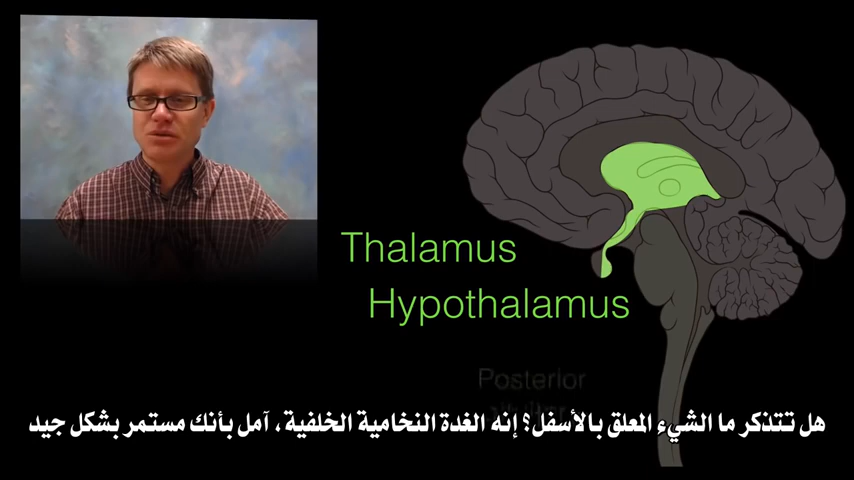 Thalamus
Hypothalamus
Posterior
هل تتذكر ما الشيء المعلق بالأسفل؟ إنه الغدة النخامية الخلفية، آمل بأنك مستمر بشكل جيد